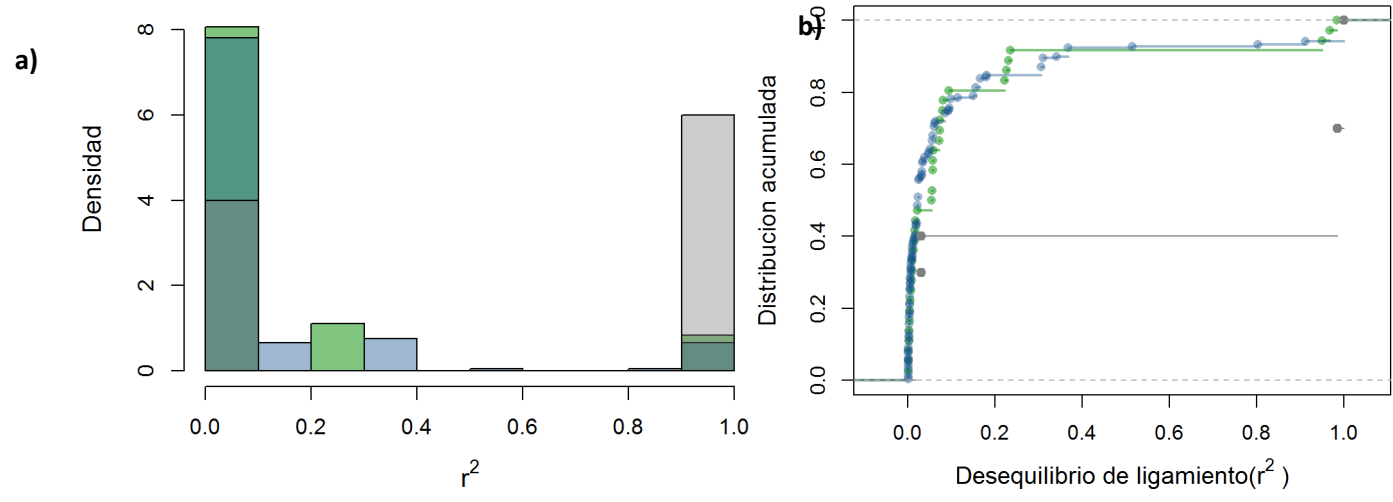 a)
Densidad
8
6
4
2
0
0.0 0.2 0.4 0.6 0.8 1.0
r²
b)
Distribucion acumulada
1.0
0.8
0.6
0.4
0.2
0.0
0.0 0.2 0.4 0.6 0.8 1.0
Desequilibrio de ligamiento(r² )